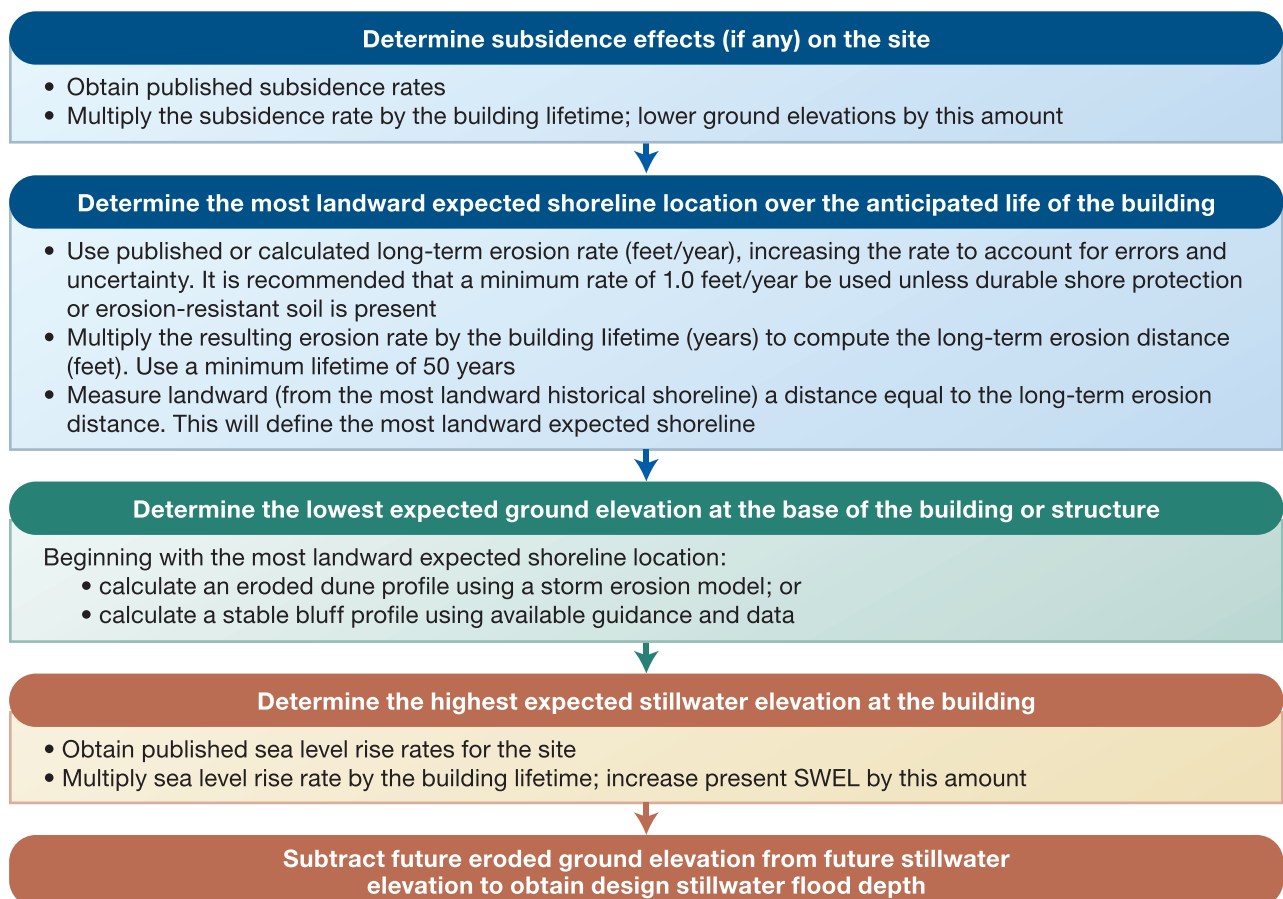 Determine subsidence effects (if any) on the site
• Obtain published subsidence rates
• Multiply the subsidence rate by the building lifetime; lower ground elevations by this amount
Determine the most landward expected shoreline location over the anticipated life of the building
• Use published or calculated long-term erosion rate (feet/year), increasing the rate to account for errors and
uncertainty. It is recommended that a minimum rate of 1.0 feet/year be used unless durable shore protection
or erosion-resistant soil is present
• Multiply the resulting erosion rate by the building lifetime (years) to compute the long-term erosion distance
(feet). Use a minimum lifetime of 50 years
• Measure landward (from the most landward historical shoreline) a distance equal to the long-term erosion
distance. This will define the most landward expected shoreline
Determine the lowest expected ground elevation at the base of the building or structure
Beginning with the most landward expected shoreline location:
• calculate an eroded dune profile using a storm erosion model; or
• calculate a stable bluff profile using available guidance and data
Determine the highest expected stillwater elevation at the building
• Obtain published sea level rise rates for the site
• Multiply sea level rise rate by the building lifetime; increase present SWEL by this amount
Subtract future eroded ground elevation from future stillwater
elevation to obtain design stillwater flood depth